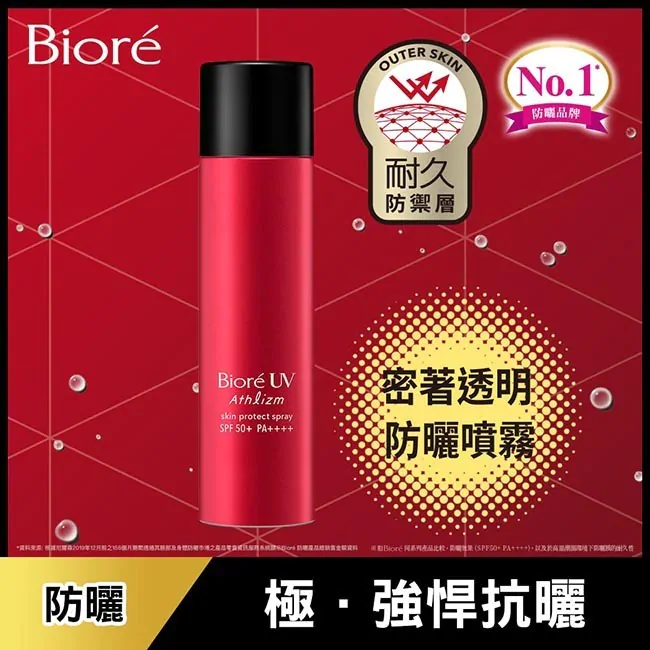 Bioré
OUTER SKIN
耐久
防禦層
No.1*
防曬品牌
Bioré UV
Athlizm
skin protect spray
SPF 50+ PA++++
密著透明
防曬噴霧
防曬
極·強悍抗曬